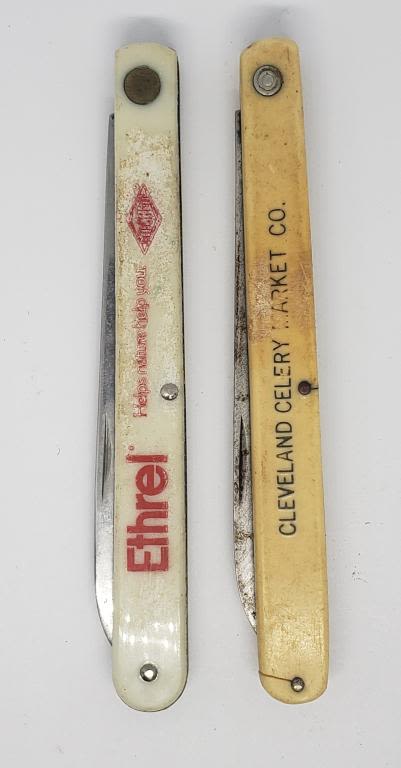 Ethrel®
Helps nature help you.
CLEVELAND CELERY MARKET CO.